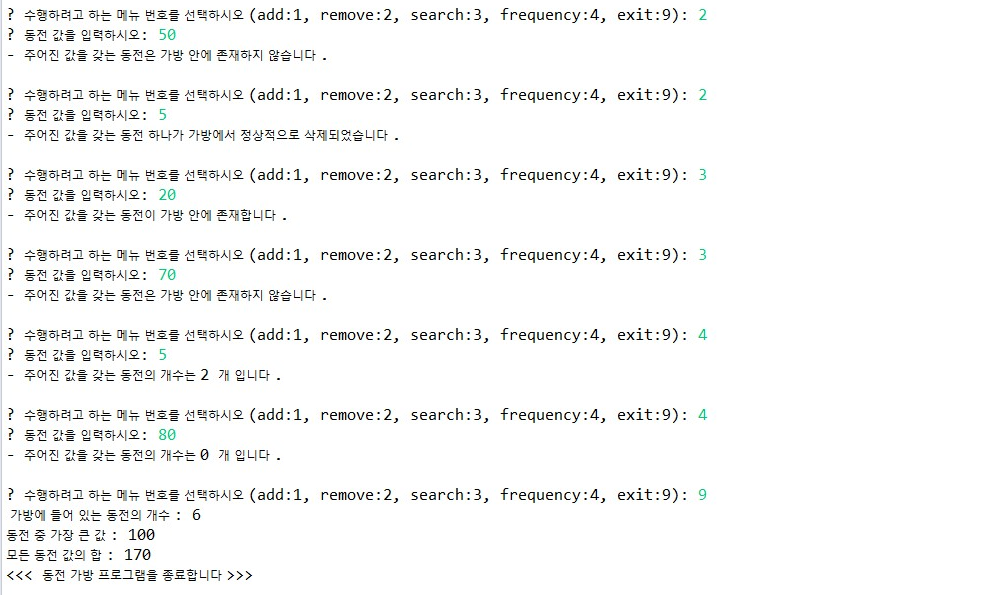 ? 수행하려고 하는 메뉴 번호를 선택하시오 (add:1, remove:2, search:3, frequency:4, exit:9): 2
? 동전 값을 입력하시오: 50
- 주어진 값을 갖는 동전은 가방 안에 존재하지 않습니다.
? 수행하려고 하는 메뉴 번호를 선택하시오 (add:1, remove:2, search:3, frequency:4, exit:9): 2
? 동전 값을 입력하시오: 5
- 주어진 값을 갖는 동전 하나가 가방에서 정상적으로 삭제되었습니다.
? 수행하려고 하는 메뉴 번호를 선택하시오 (add:1, remove:2, search:3, frequency:4, exit:9): 3
? 동전 값을 입력하시오: 20
- 주어진 값을 갖는 동전이 가방 안에 존재합니다.
? 수행하려고 하는 메뉴 번호를 선택하시오 (add:1, remove:2, search:3, frequency:4, exit:9): 3
? 동전 값을 입력하시오: 70
- 주어진 값을 갖는 동전은 가방 안에 존재하지 않습니다.
? 수행하려고 하는 메뉴 번호를 선택하시오 (add:1, remove:2, search:3, frequency:4, exit:9): 4
? 동전 값을 입력하시오: 5
- 주어진 값을 갖는 동전의 개수는 2 개 입니다.
? 수행하려고 하는 메뉴 번호를 선택하시오 (add:1, remove:2, search:3, frequency:4, exit:9): 4
? 동전 값을 입력하시오: 80
- 주어진 값을 갖는 동전의 개수는 0 개 입니다.
? 수행하려고 하는 메뉴 번호를 선택하시오 (add:1, remove:2, search:3, frequency:4, exit:9): 9
가방에 들어 있는 동전의 개수: 6
동전 중 가장 큰 값: 100
모든 동전 값의 합: 170
<<< 동전 가방 프로그램을 종료합니다 >>>